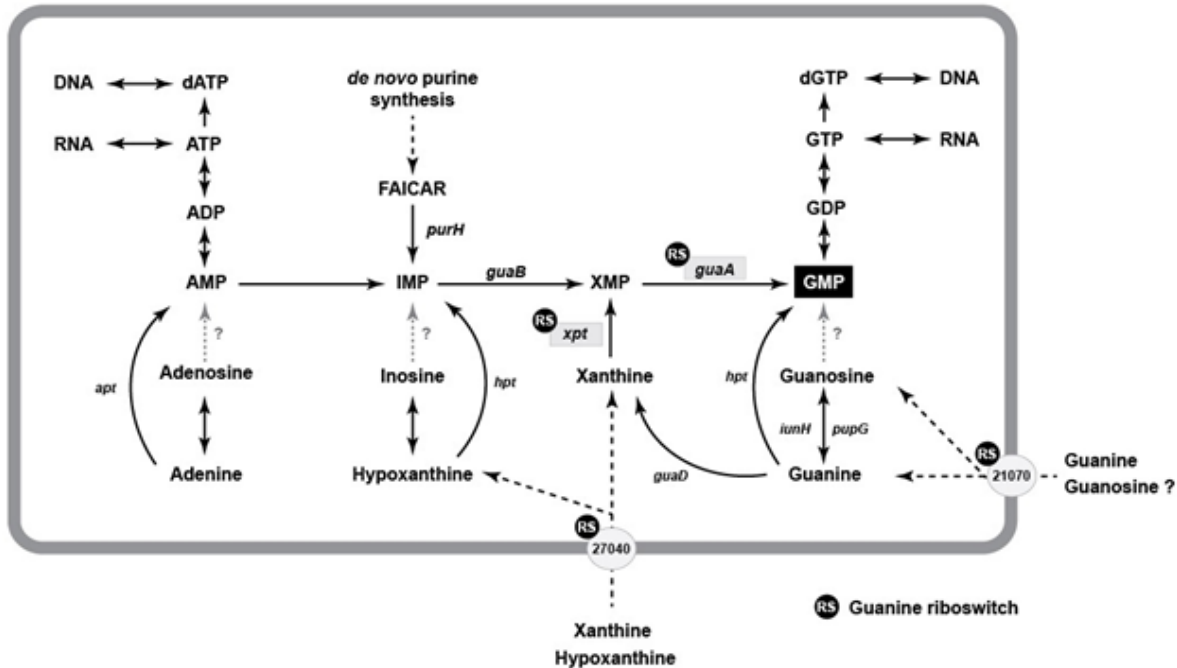 DNA dATP de novo purine dGTP DNA
synthesis
RNA ATP GTP RNA
FAICAR
ADP GDP
purH
RS
AMP IMP guaB XMP guaA GMP
RS
? ? xpt ?
Adenosine Inosine Xanthine Guanosine
apt hpt hpt
iunH pupG
RS
Adenine Hypoxanthine guaD Guanine 21070 Guanine
Guanosine ?
RS
27040
RS Guanine riboswitch
Xanthine
Hypoxanthine